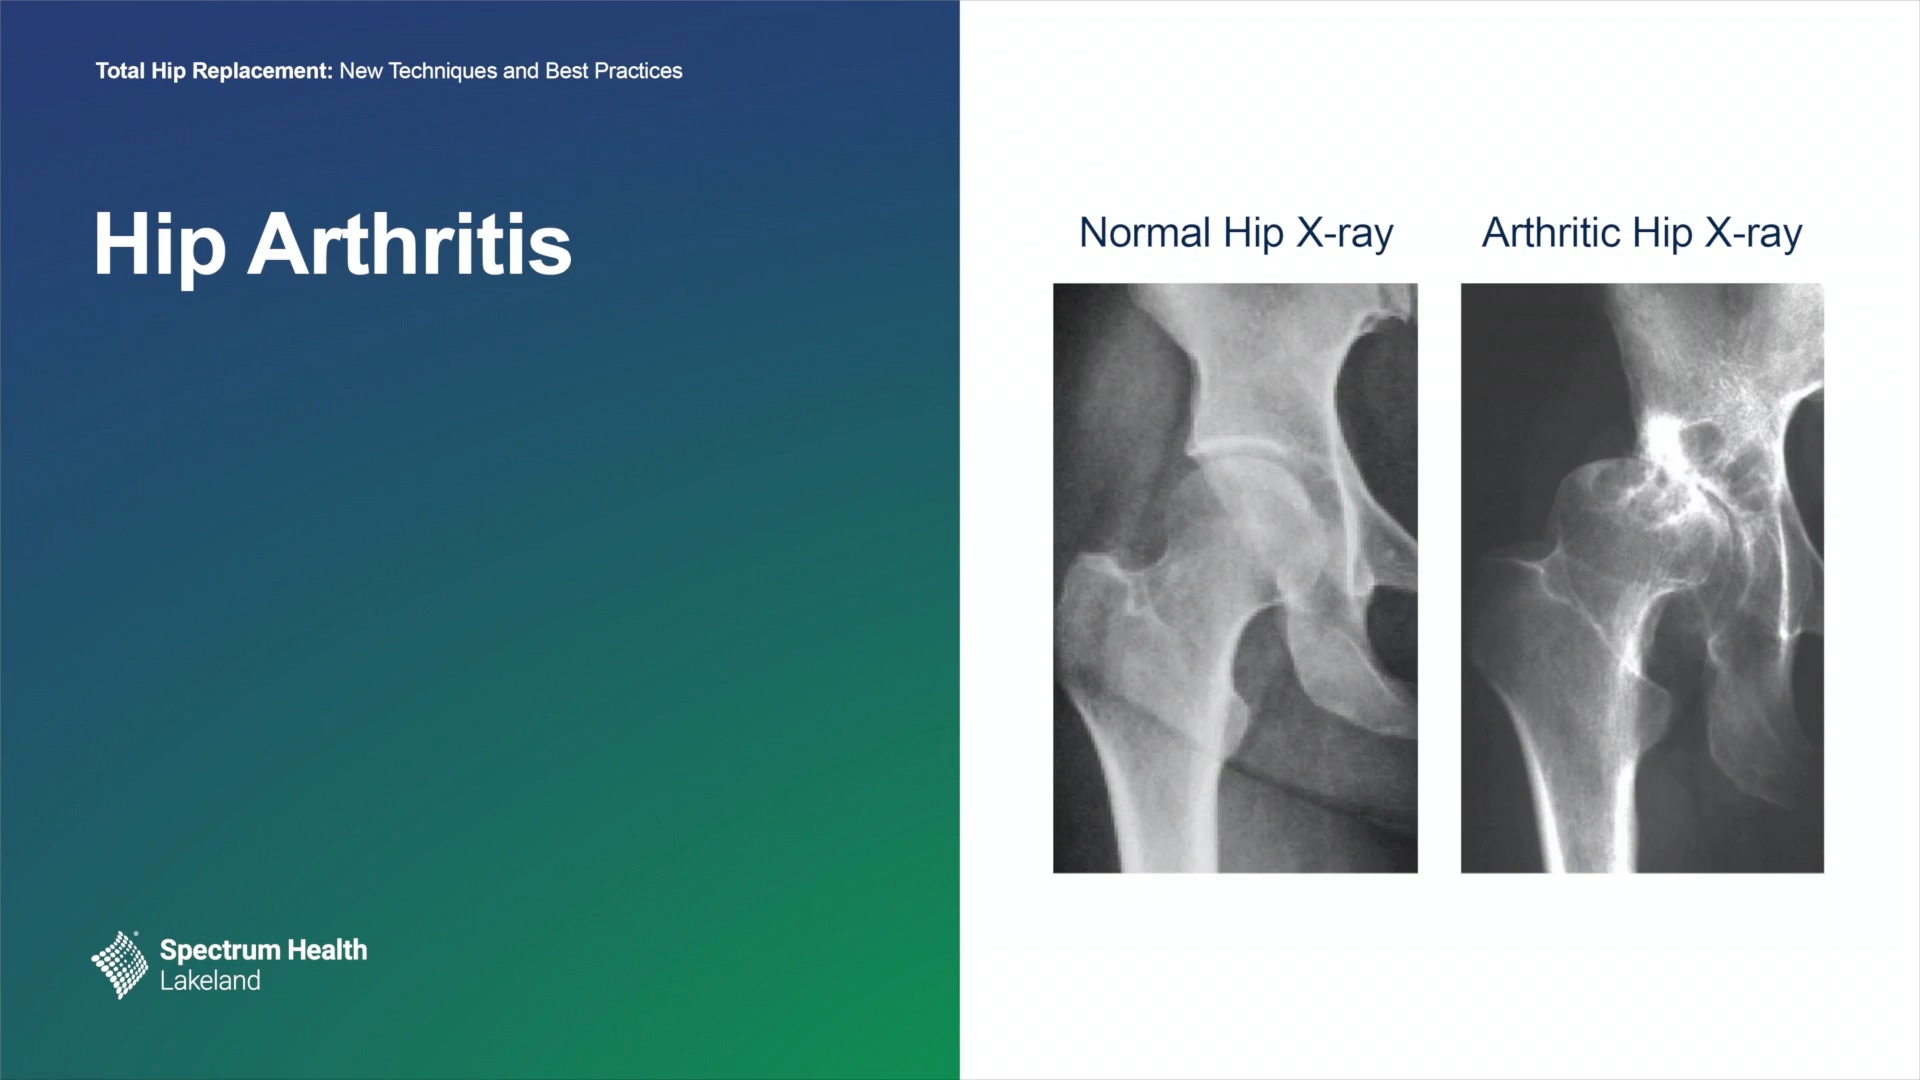 Total Hip Replacement: New Techniques and Best Practices
Hip Arthritis
Normal Hip X-ray
Arthritic Hip X-ray
Spectrum Health
Lakeland